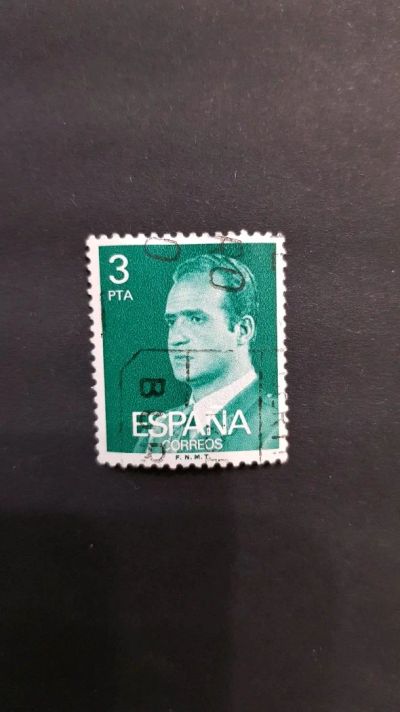 3
PTA
ESPAÑA
CORREOS
F.N.M.T.